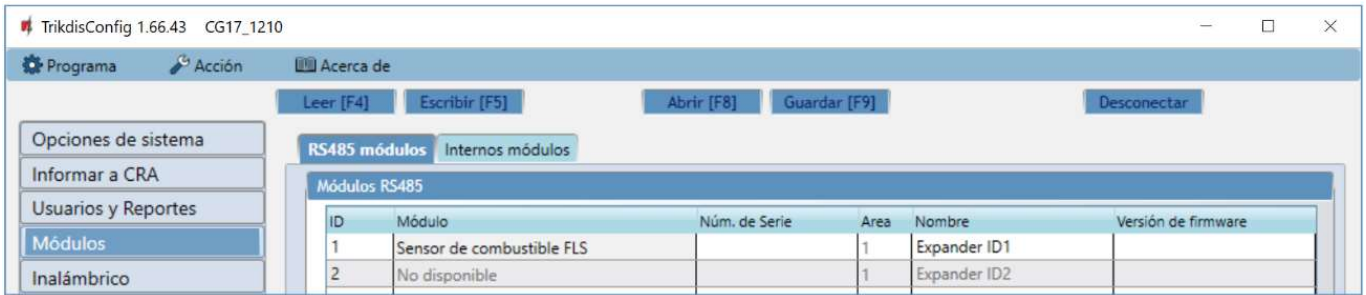 TrikdisConfig 1.66.43 CG17_1210
Programa Acción Acerca de
Leer [F4] Escribir [F5] Abrir [F8] Guardar [F9] Desconectar
Opciones de sistema
Informar a CRA
Usuarios y Reportes
Módulos
Inalámbrico
RS485 módulos Internos módulos
Módulos RS485
ID Módulo Núm. de Serie Area Nombre Versión de firmware
1 Sensor de combustible FLS 1 Expander ID1
2 No disponible 1 Expander ID2